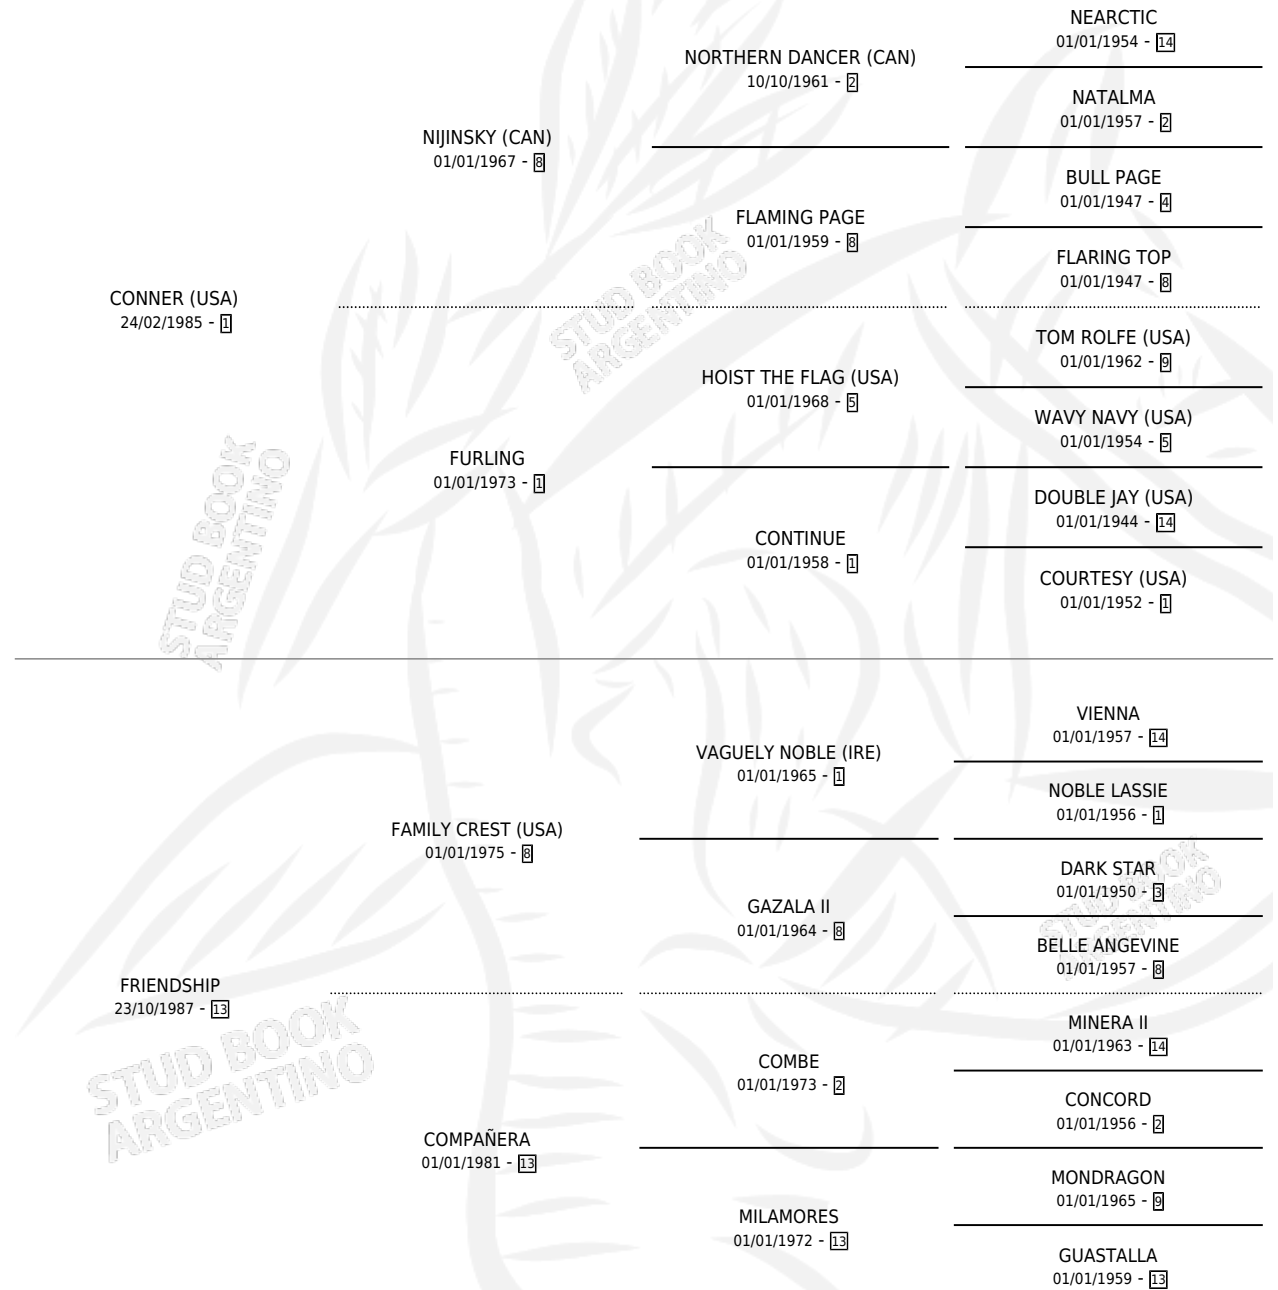 CONNER (USA)
24/02/1985 - 1
NIJINSKY (CAN)
01/01/1967 - 8
FURLING
01/01/1973 - 1
NORTHERN DANCER (CAN)
10/10/1961 - 2
FLAMING PAGE
01/01/1959 - 8
HOIST THE FLAG (USA)
01/01/1968 - 5
CONTINUE
01/01/1958 - 1
NEARCTIC
01/01/1954 - 14
NATALMA
01/01/1957 - 2
BULL PAGE
01/01/1947 - 4
FLARING TOP
01/01/1947 - 8
TOM ROLFE (USA)
01/01/1962 - 9
WAVY NAVY (USA)
01/01/1954 - 5
DOUBLE JAY (USA)
01/01/1944 - 14
COURTESY (USA)
01/01/1952 - 1
FRIENDSHIP
23/10/1987 - 13
FAMILY CREST (USA)
01/01/1975 - 8
COMPAÑERA
01/01/1981 - 13
VAGUELY NOBLE (IRE)
01/01/1965 - 1
GAZALA II
01/01/1964 - 8
COMBE
01/01/1973 - 2
MILAMORES
01/01/1972 - 13
VIENNA
01/01/1957 - 14
NOBLE LASSIE
01/01/1956 - 1
DARK STAR
01/01/1950 - 3
BELLE ANGEVINE
01/01/1957 - 8
MINERA II
01/01/1963 - 14
CONCORD
01/01/1956 - 2
MONDRAGON
01/01/1965 - 9
GUASTALLA
01/01/1959 - 13
STUD BOOK
ARGENTINO
STUD BOOK
ARGENTINO
STUD BOOK
ARGENTINO
STUD BOOK
ARGENTINO